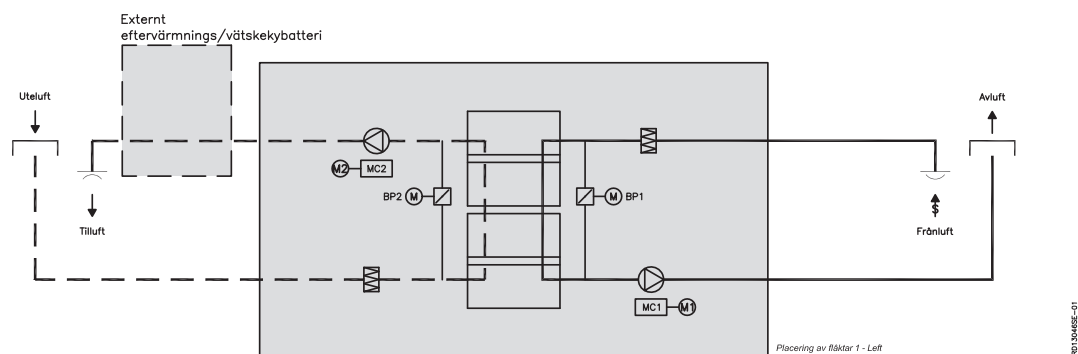 Externt
eftervärmnings/vätskekybatteri
Uteluft
Avluft
M2
MC2
BP2
M
M
BP1
Tilluft
$
Frånluft
MC1
M1
Placering av fläktar 1 - Left
RD13046SE-01